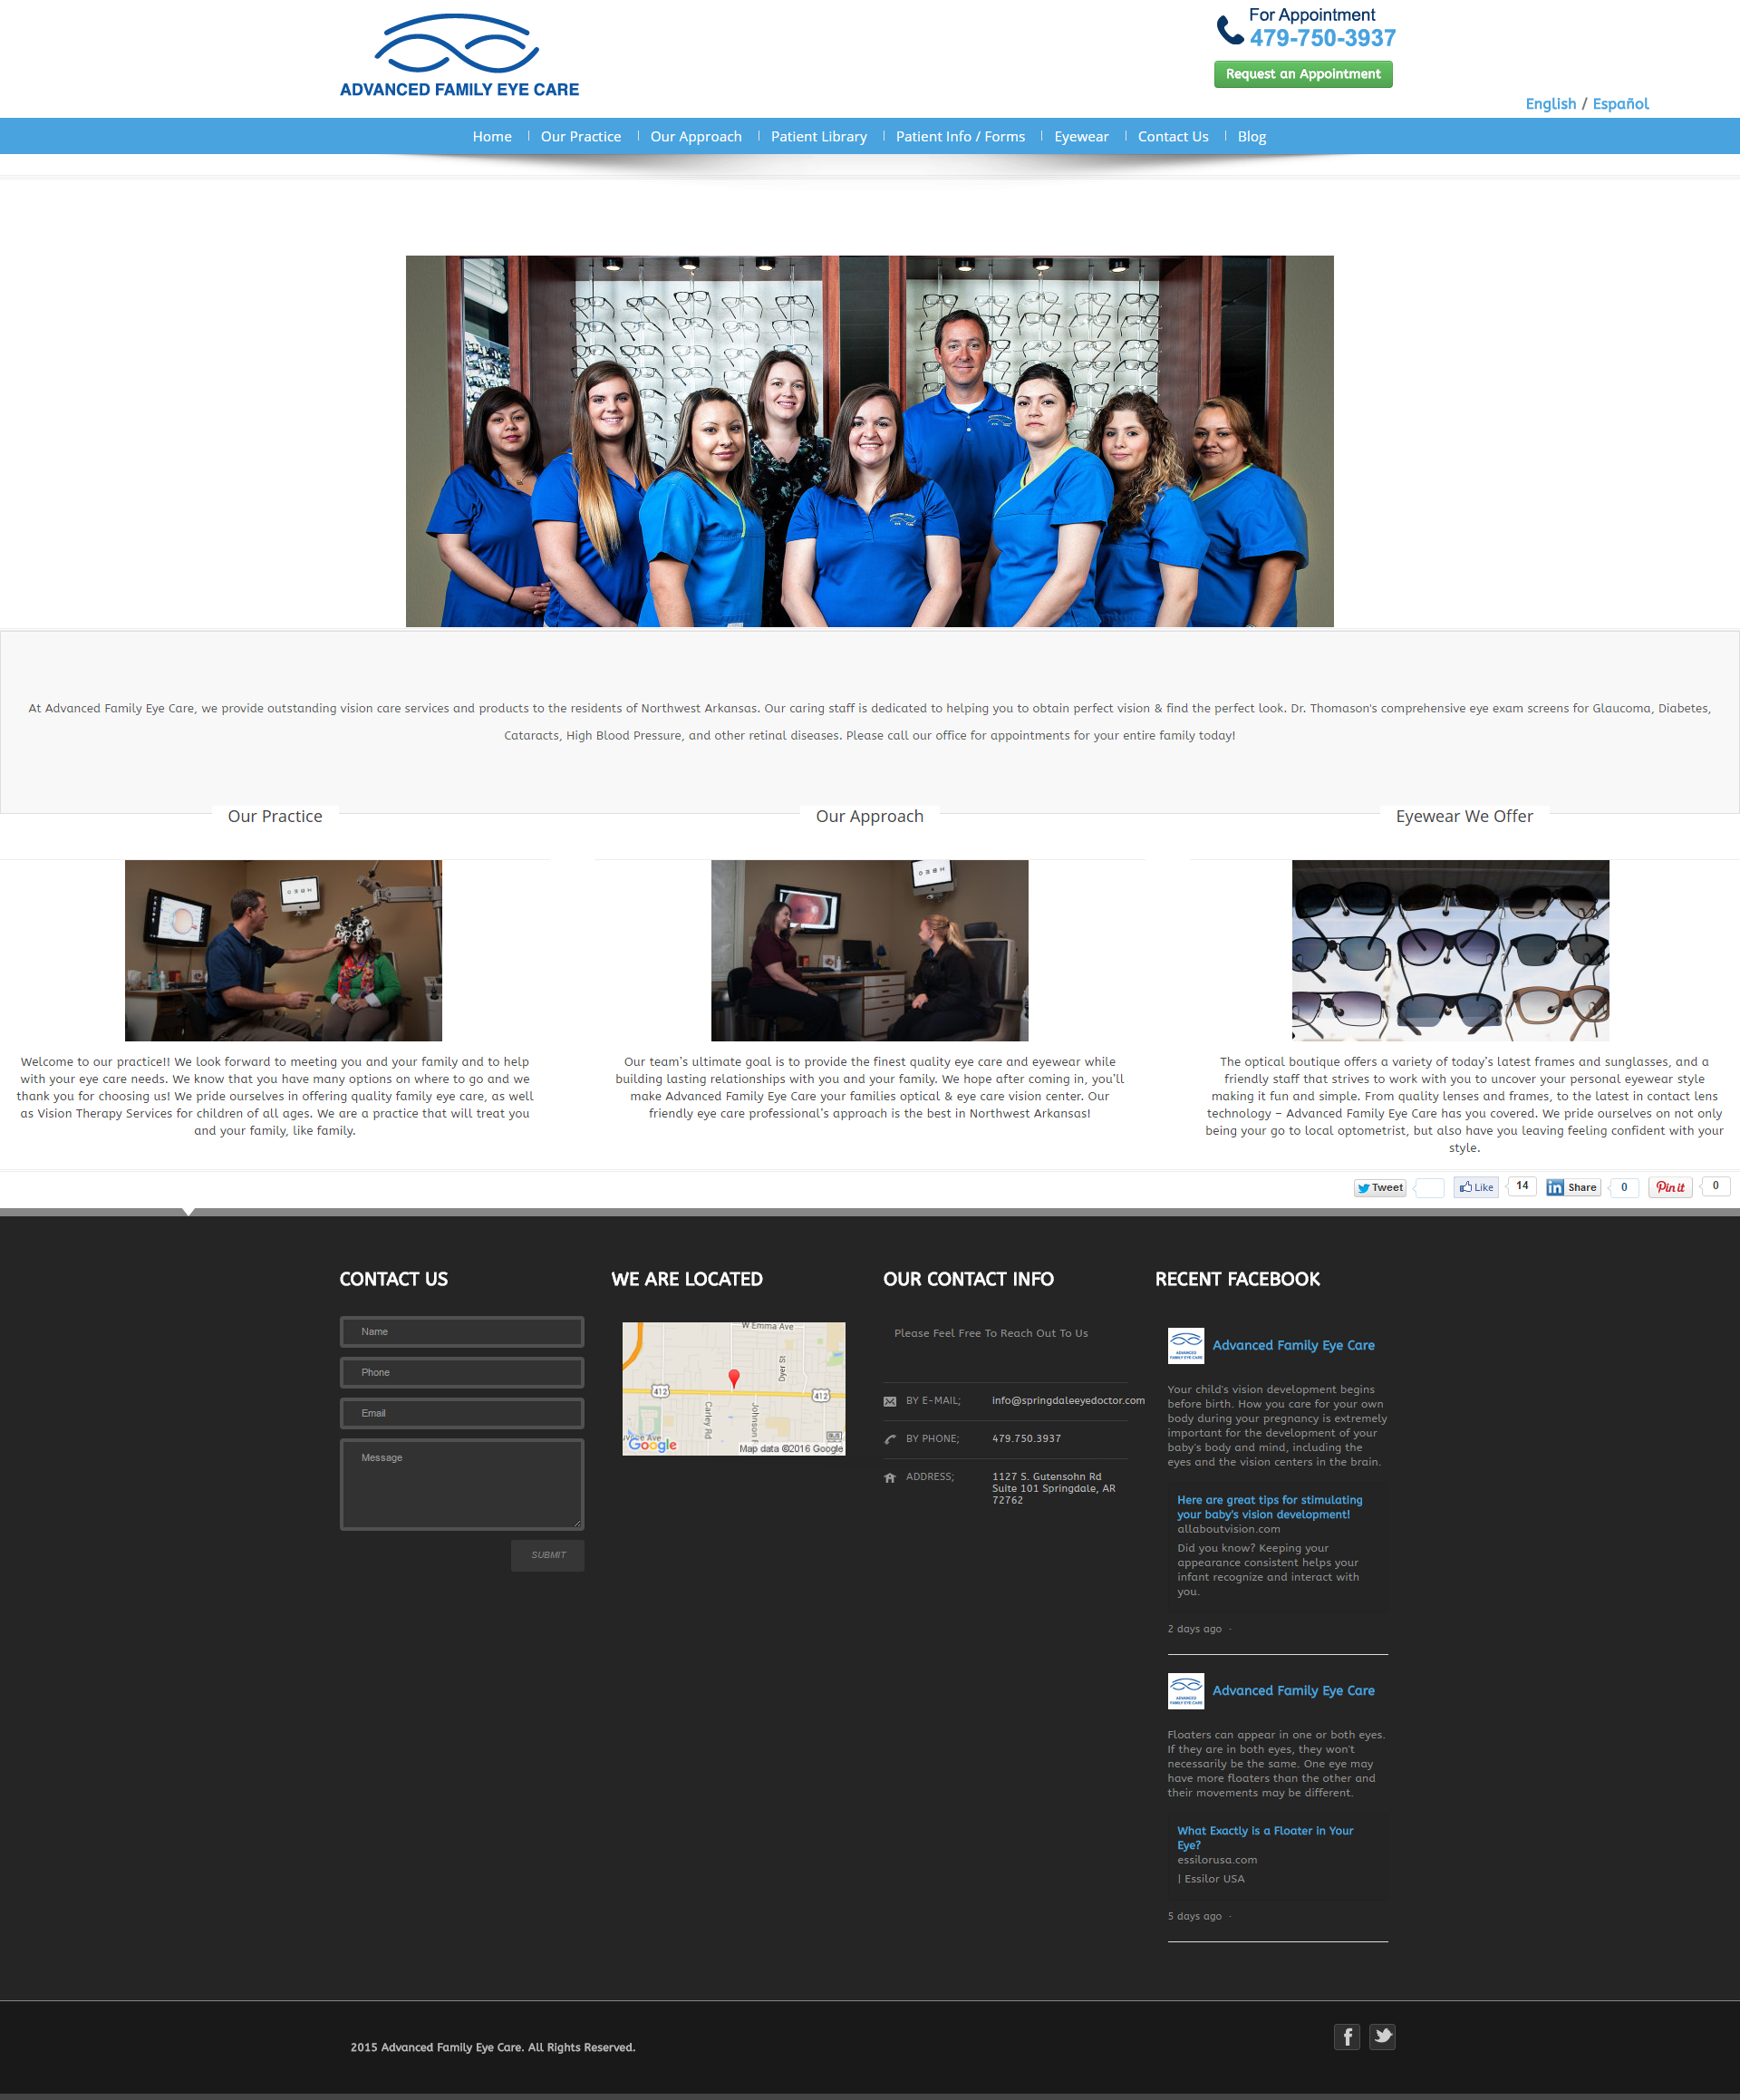 ADVANCED FAMILY EYE CARE
For Appointment
479-750-3937
Request an Appointment
English / Español
Home
Our Practice
Our Approach
Patient Library
Patient Info / Forms
Eyewear
Contact Us
Blog
At Advanced Family Eye Care, we provide outstanding vision care services and products to the residents of Northwest Arkansas. Our caring staff is dedicated to helping you to obtain perfect vision & find the perfect look. Dr. Thomason's comprehensive eye exam screens for Glaucoma, Diabetes,
Cataracts, High Blood Pressure, and other retinal diseases. Please call our office for appointments for your entire family today!
Our Practice
Welcome to our practice!! We look forward to meeting you and your family and to help
with your eye care needs. We know that you have many options on where to go and we
thank you for choosing us! We pride ourselves in offering quality family eye care, as well
as Vision Therapy Services for children of all ages. We are a practice that will treat you
and your family, like family.
Our Approach
Our team's ultimate goal is to provide the finest quality eye care and eyewear while
building lasting relationships with you and your family. We hope after coming in, you'll
make Advanced Family Eye Care your families optical & eye care vision center. Our
friendly eye care professional's approach is the best in Northwest Arkansas!
Eyewear We Offer
The optical boutique offers a variety of today's latest frames and sunglasses, and a
friendly staff that strives to work with you to uncover your personal eyewear style
making it fun and simple. From quality lenses and frames, to the latest in contact lens
technology – Advanced Family Eye Care has you covered. We pride ourselves on not only
being your go to local optometrist, but also have you leaving feeling confident with your
style.
Tweet
Like 14
in Share 0
Pin it 0
CONTACT US
Name
Phone
Email
Message
SUBMIT
WE ARE LOCATED
W Emma Ave
Dyer St
412
412
Carley Rd
Johnson
Google
Map data ©2016 Google
OUR CONTACT INFO
Please Feel Free To Reach Out To Us
BY E-MAIL; info@springdaleeyedoctor.com
BY PHONE; 479.750.3937
ADDRESS; 1127 S. Gutensohn Rd
Suite 101 Springdale, AR
72762
RECENT FACEBOOK
ADVANCED
FAMILY EYE CARE
Advanced Family Eye Care
Your child's vision development begins
before birth. How you care for your own
body during your pregnancy is extremely
important for the development of your
baby's body and mind, including the
eyes and the vision centers in the brain.
Here are great tips for stimulating
your baby's vision development!
allaboutvision.com
Did you know? Keeping your
appearance consistent helps your
infant recognize and interact with
you.
2 days ago ·
ADVANCED
FAMILY EYE CARE
Advanced Family Eye Care
Floaters can appear in one or both eyes.
If they are in both eyes, they won't
necessarily be the same. One eye may
have more floaters than the other and
their movements may be different.
What Exactly is a Floater in Your
Eye?
essilorusa.com
| Essilor USA
5 days ago ·
2015 Advanced Family Eye Care. All Rights Reserved.